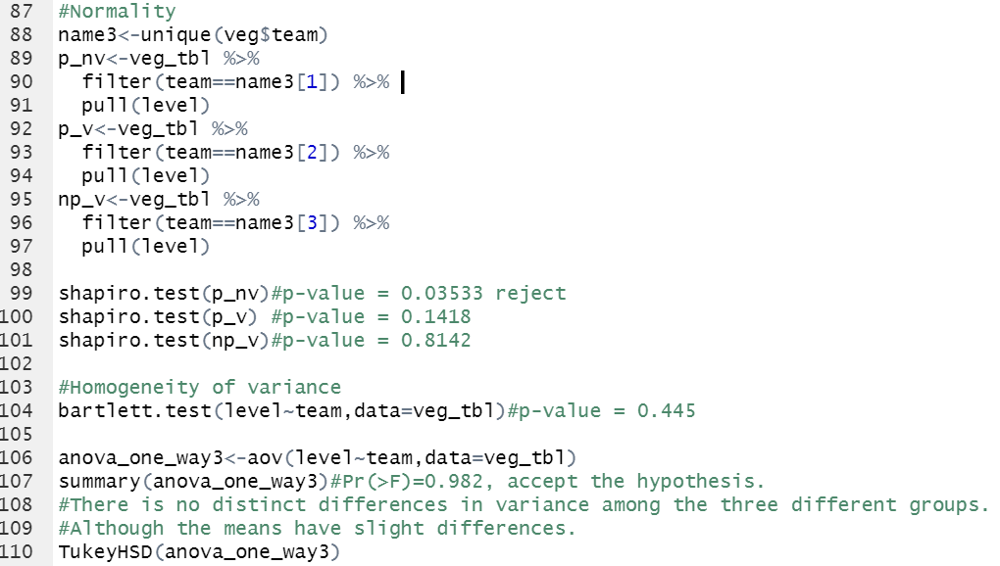 87 #Normality
88 name3<-unique(veg$team)
89 p_nv<-veg_tbl %>%
90   filter(team==name3[1]) %>%
91   pull(level)
92 p_v<-veg_tbl %>%
93   filter(team==name3[2]) %>%
94   pull(level)
95 np_v<-veg_tbl %>%
96   filter(team==name3[3]) %>%
97   pull(level)
98
99 shapiro.test(p_nv)#p-value = 0.03533 reject
100 shapiro.test(p_v) #p-value = 0.1418
101 shapiro.test(np_v)#p-value = 0.8142
102
103 #Homogeneity of variance
104 bartlett.test(level~team,data=veg_tbl)#p-value = 0.445
105
106 anova_one_way3<-aov(level~team,data=veg_tbl)
107 summary(anova_one_way3)#Pr(>F)=0.982, accept the hypothesis.
108 #There is no distinct differences in variance among the three different groups.
109 #Although the means have slight differences.
110 TukeyHSD(anova_one_way3)